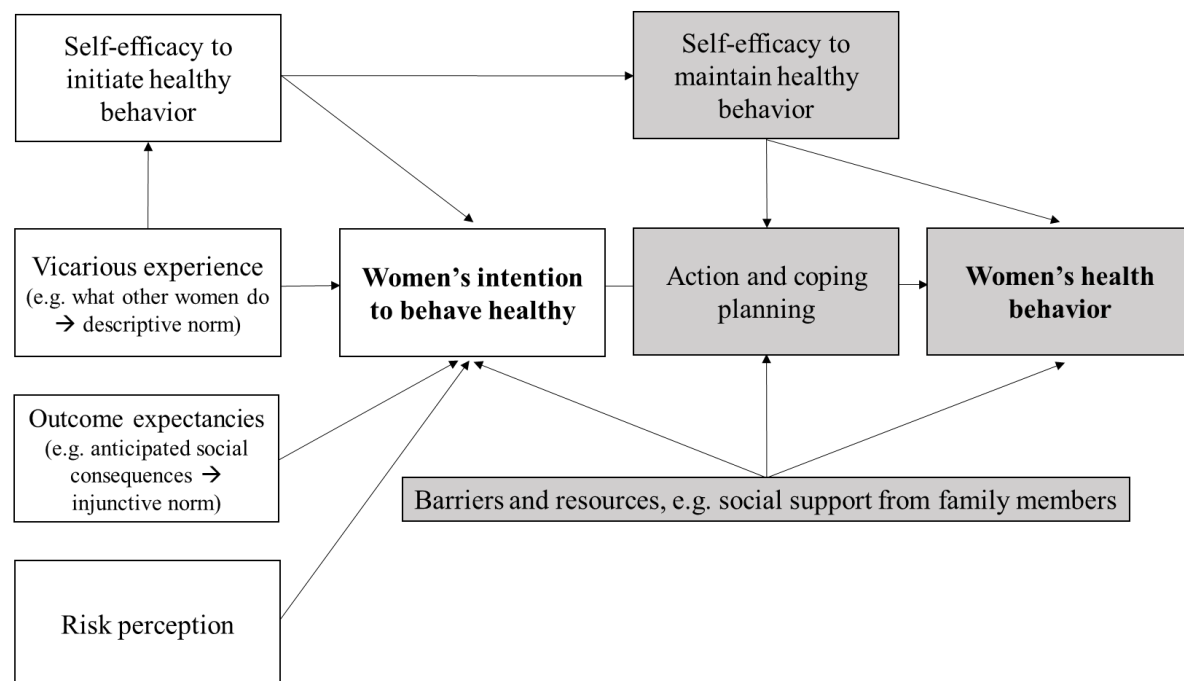 Self-efficacy to
initiate healthy
behavior
Self-efficacy to
maintain healthy
behavior
Vicarious experience
(e.g. what other women do
→ descriptive norm)
Women’s intention
to behave healthy
Action and coping
planning
Women’s health
behavior
Outcome expectancies
(e.g. anticipated social
consequences →
injunctive norm)
Barriers and resources, e.g. social support from family members
Risk perception